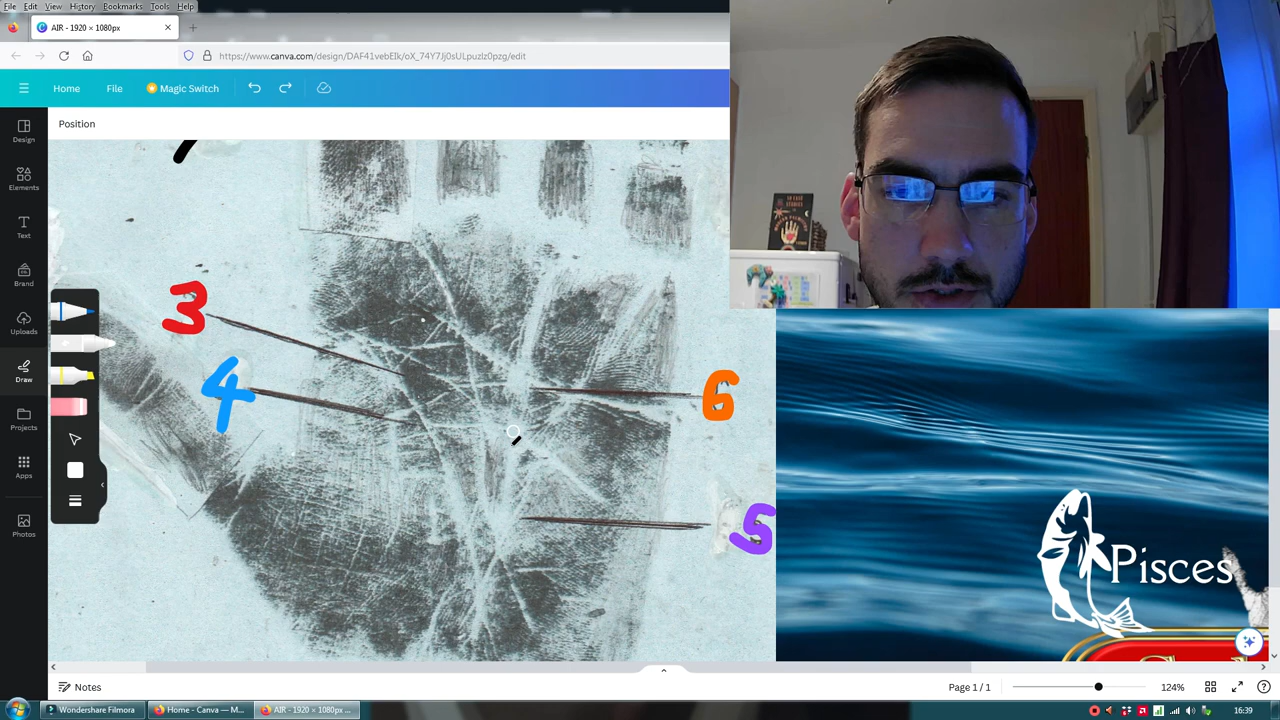 File Edit View History Bookmarks Tools Help
AIR - 1920 × 1080px
https://www.canva.com/design/DAF41vebElk/oX_74Y7Jj0sULpuzlz0pzg/edit
Home File Magic Switch
Position
Design
Elements
Text
Brand
Uploads
Draw
Projects
Apps
Photos
3
4
6
5
Pisces
Notes
Page 1 / 1
124%
Wondershare Filmora
Home - Canva — M...
AIR - 1920 × 1080px ...
16:39